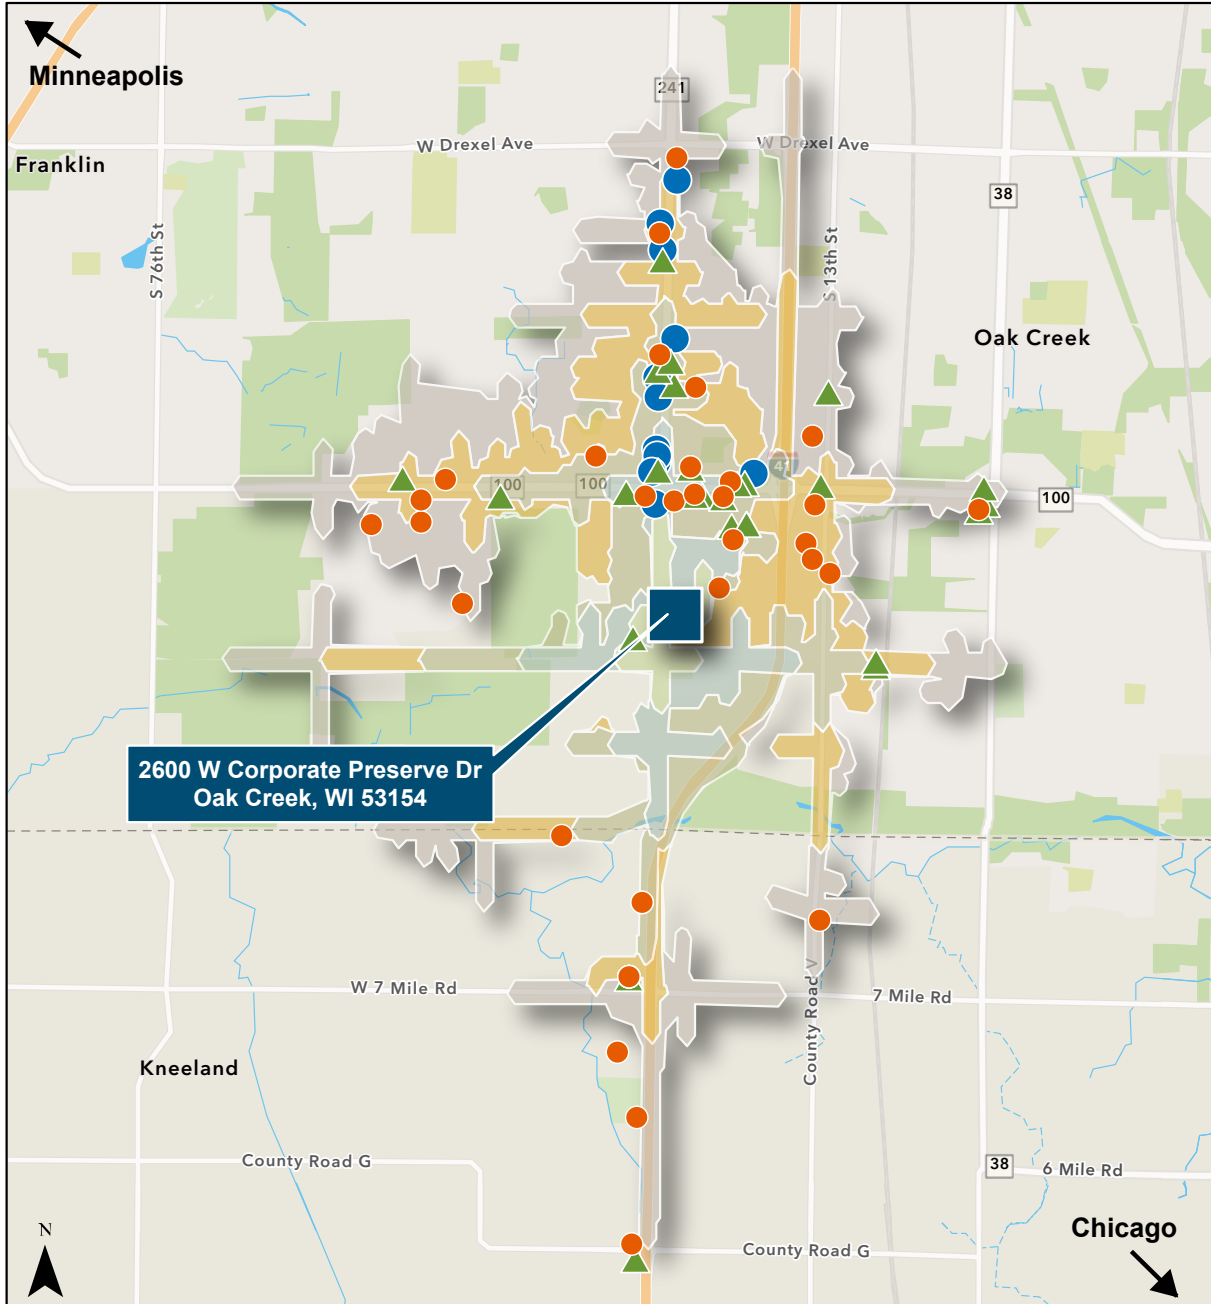 Minneapolis
241
W Drexel Ave
W Drexel Ave
Franklin
38
S 76th St
S 13th St
Oak Creek
41
100
100
100
2600 W Corporate Preserve Dr
Oak Creek, WI 53154
W 7 Mile Rd
7 Mile Rd
County Road V
Kneeland
County Road G
38
6 Mile Rd
N
Chicago
County Road G